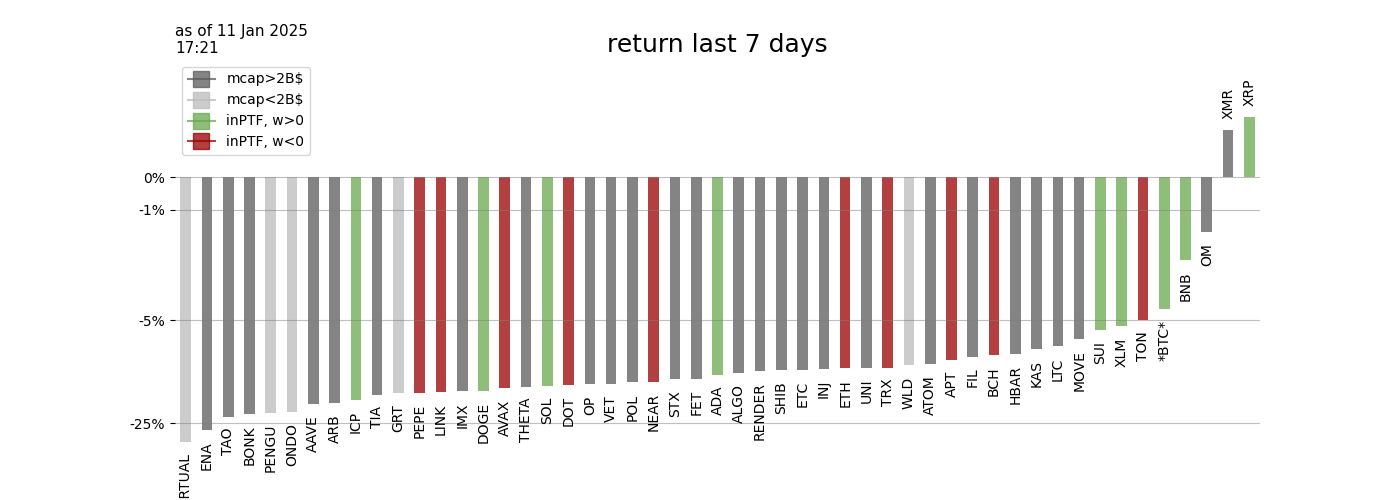 as of 11 Jan 2025
17:21
return last 7 days
mcap>2B$
mcap<2B$
inPTF, w>0
inPTF, w<0
0%
-1%
-5%
-25%
RTUAL
ENA
TAO
BONK
PENGU
ONDO
AAVE
ARB
ICP
TIA
GRT
PEPE
LINK
IMX
DOGE
AVAX
THETA
SOL
DOT
OP
VET
POL
NEAR
STX
FET
ADA
ALGO
RENDER
SHIB
ETC
INJ
ETH
UNI
TRX
WLD
ATOM
APT
FIL
BCH
HBAR
KAS
LTC
MOVE
SUI
XLM
TON
*BTC*
BNB
OM
XMR
XRP